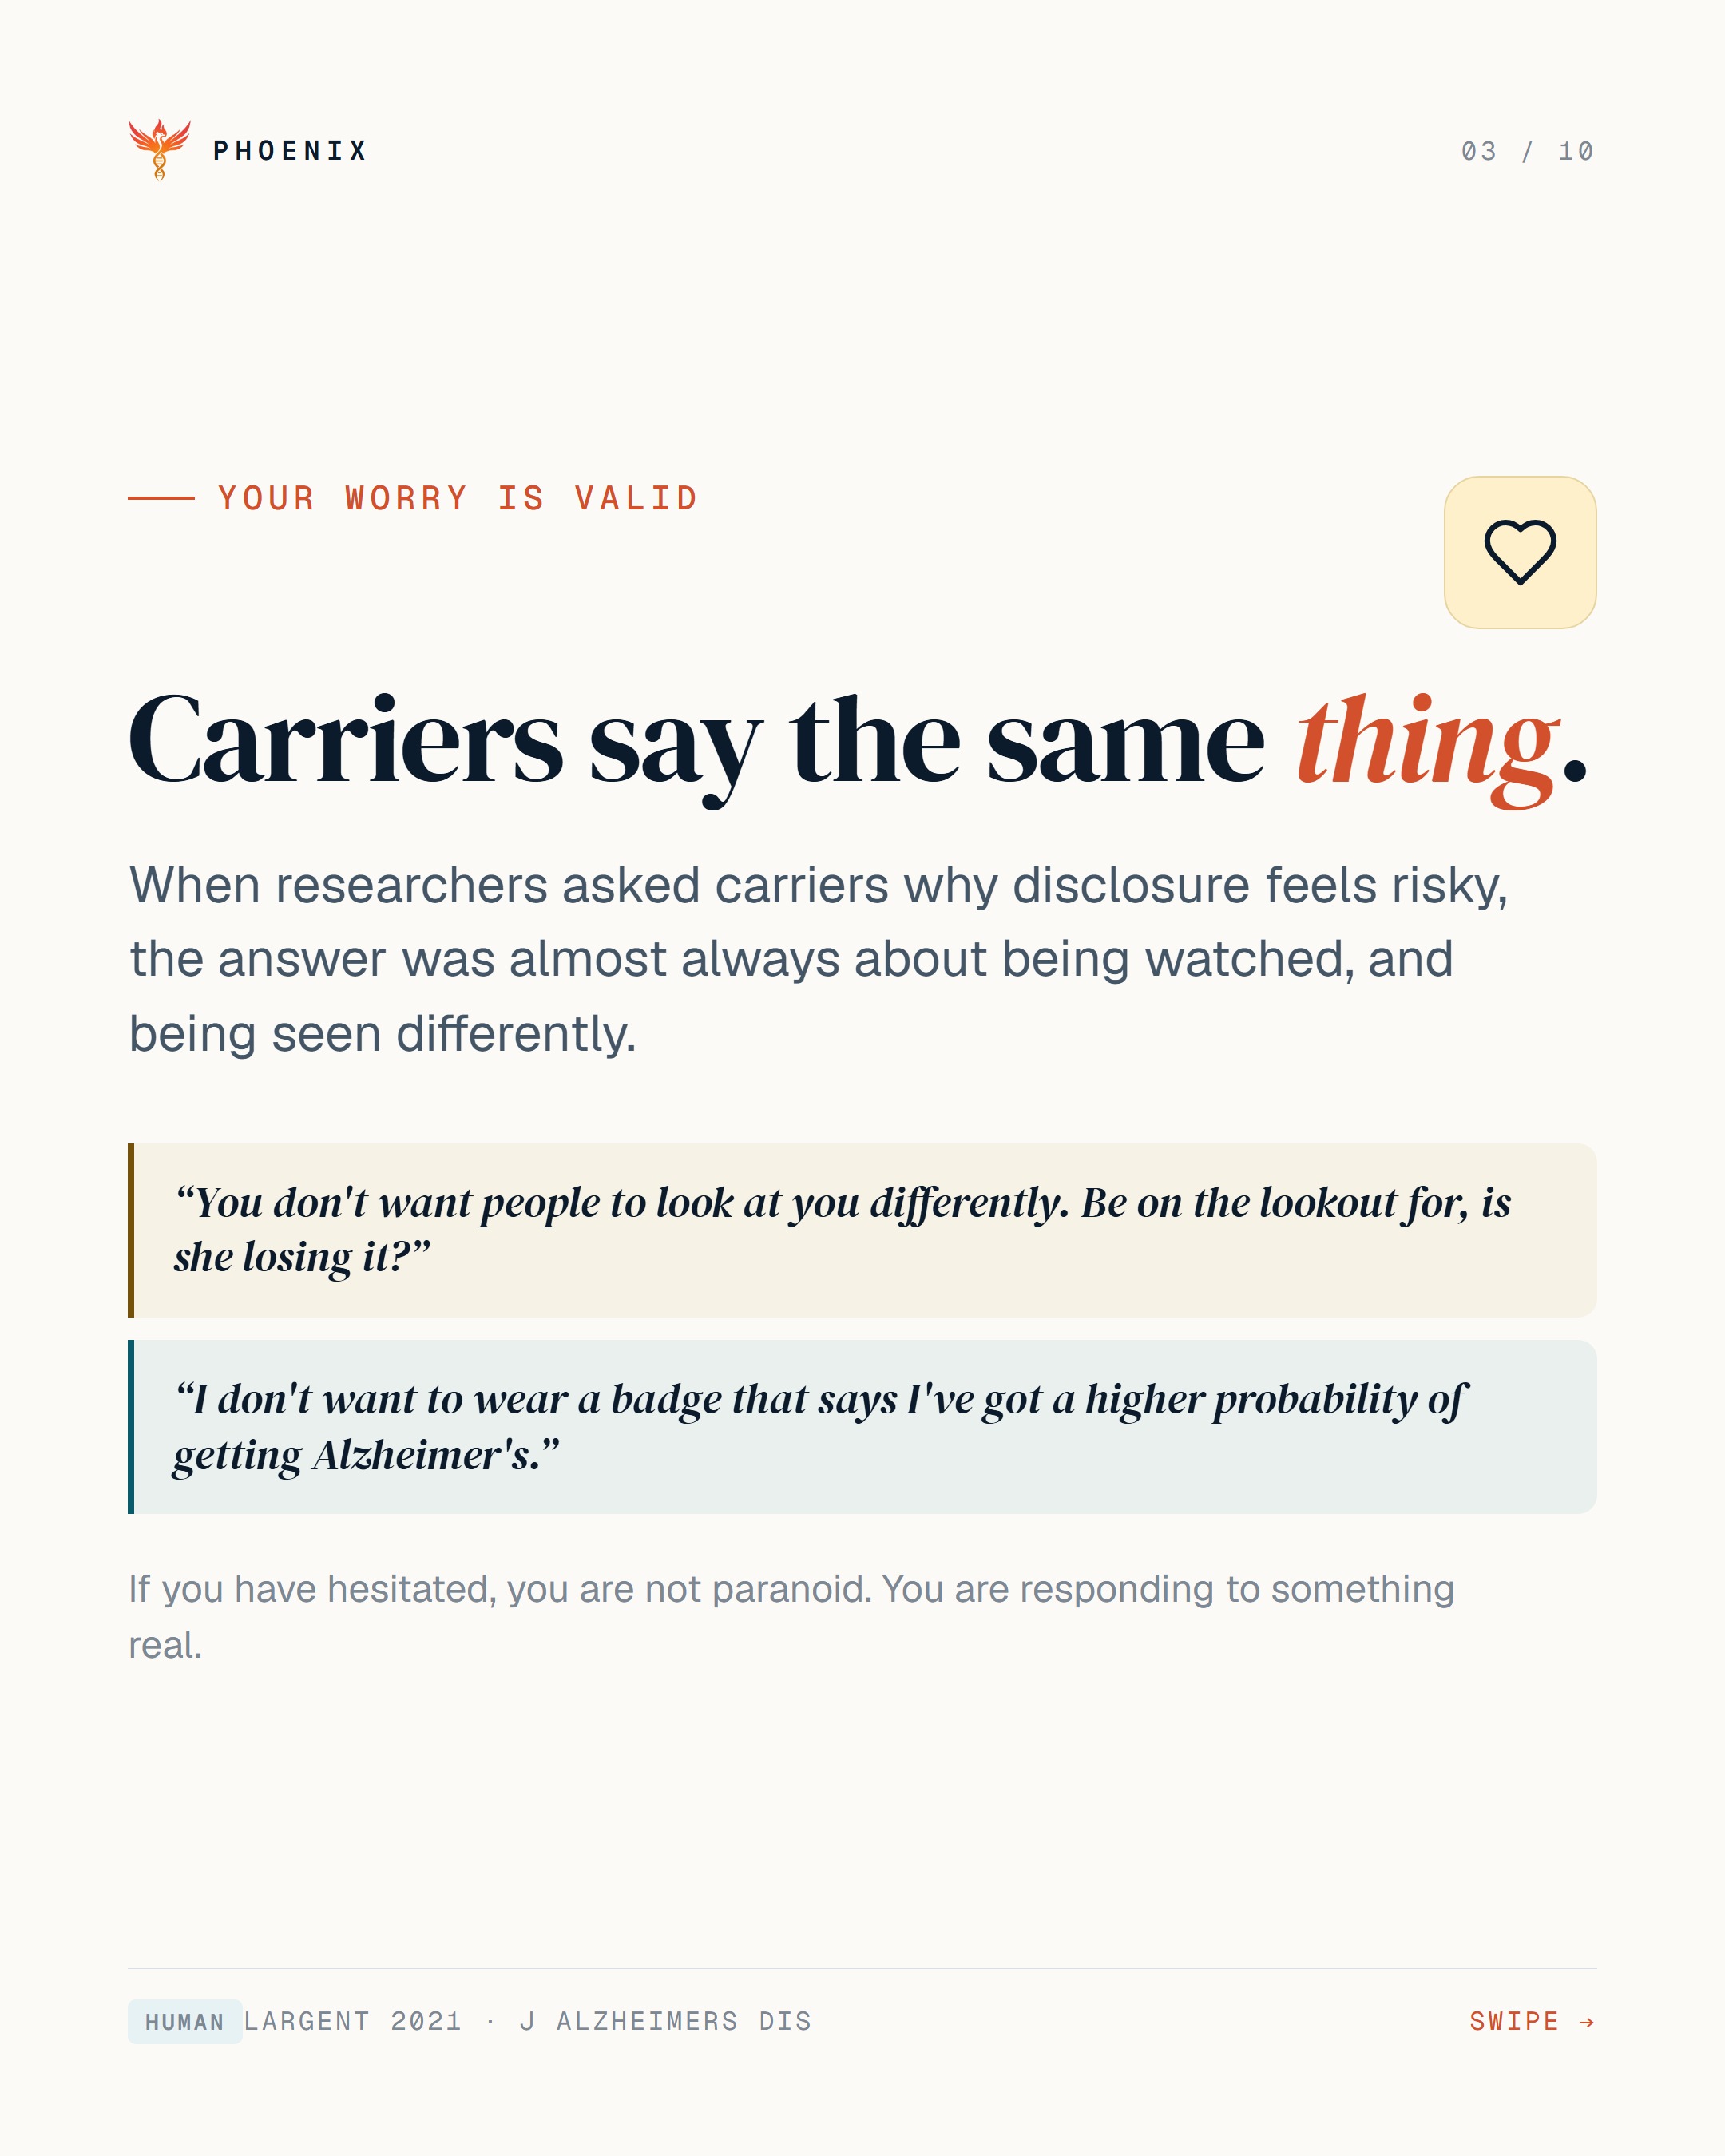 PHOENIX
03 / 10
YOUR WORRY IS VALID
Carriers say the same thing.
When researchers asked carriers why disclosure feels risky,
the answer was almost always about being watched, and
being seen differently.
“You don't want people to look at you differently. Be on the lookout for, is
she losing it?”
“I don't want to wear a badge that says I've got a higher probability of
getting Alzheimer's.”
If you have hesitated, you are not paranoid. You are responding to something
real.
HUMAN LARGENT 2021 · J ALZHEIMERS DIS
SWIPE →